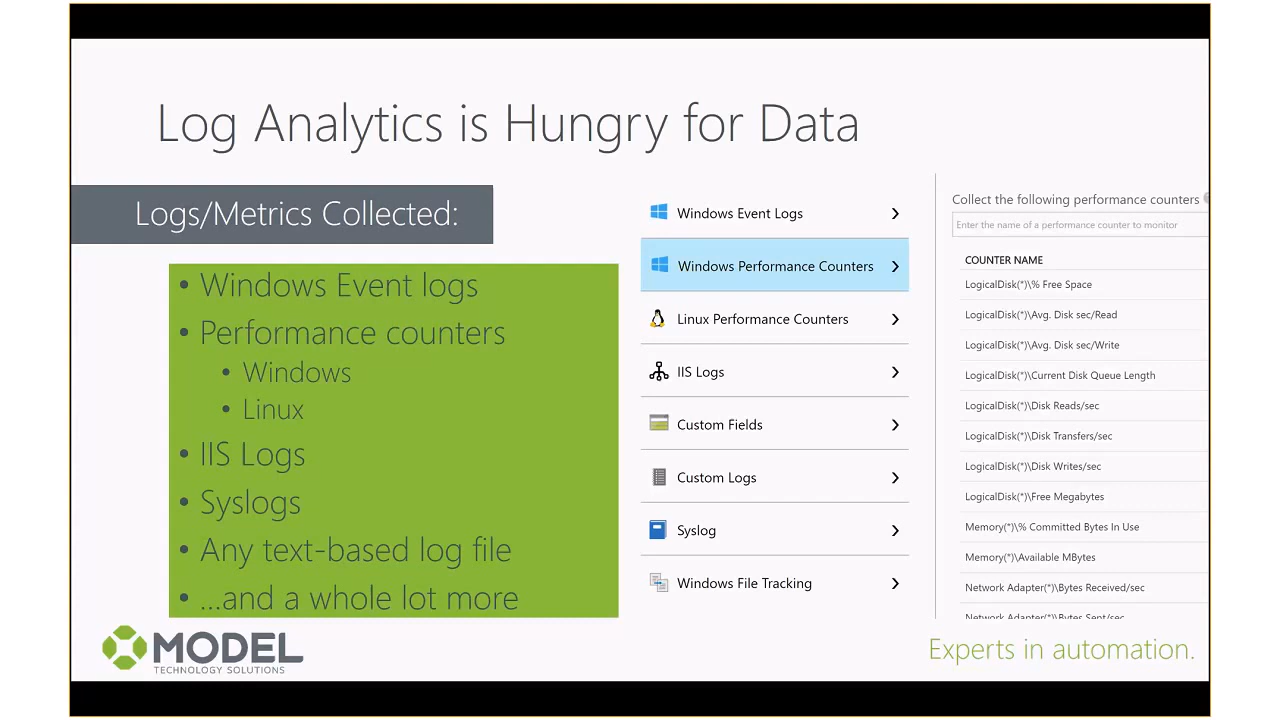 Log Analytics is Hungry for Data
Logs/Metrics Collected:
• Windows Event logs
• Performance counters
• Windows
• Linux
• IIS Logs
• Syslogs
• Any text-based log file
• ...and a whole lot more
Windows Event Logs
Windows Performance Counters
Linux Performance Counters
IIS Logs
Custom Fields
Custom Logs
Syslog
Windows File Tracking
Collect the following performance counters
Enter the name of a performance counter to monitor
COUNTER NAME
LogicalDisk(*)\% Free Space
LogicalDisk(*)\Avg. Disk sec/Read
LogicalDisk(*)\Avg. Disk sec/Write
LogicalDisk(*)\Current Disk Queue Length
LogicalDisk(*)\Disk Reads/sec
LogicalDisk(*)\Disk Transfers/sec
LogicalDisk(*)\Disk Writes/sec
LogicalDisk(*)\Free Megabytes
Memory(*)\% Committed Bytes In Use
Memory(*)\Available MBytes
Network Adapter(*)\Bytes Received/sec
Network Adapter(*)\Bytes Sent/sec
MODEL
TECHNOLOGY SOLUTIONS
Experts in automation.